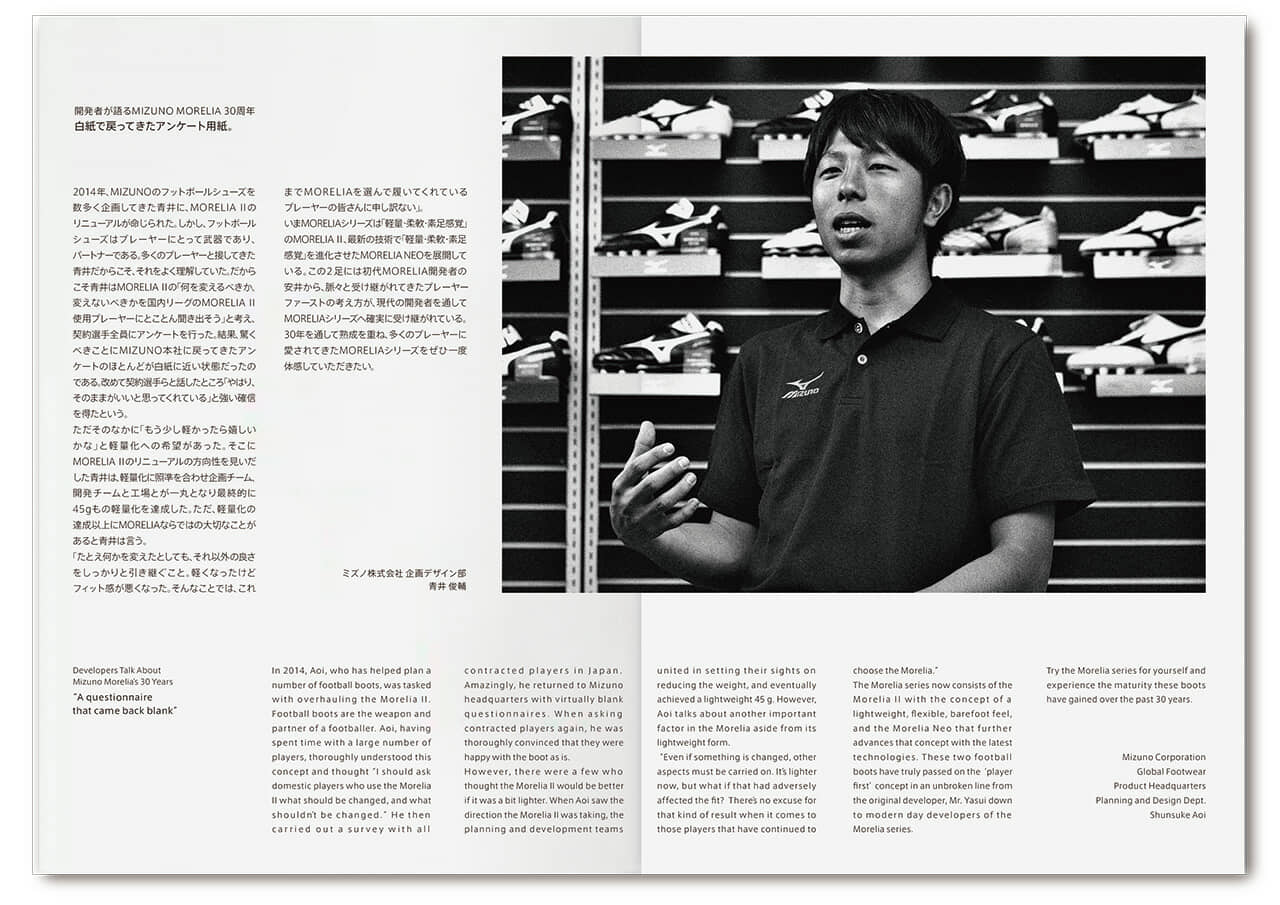 開発者が語るMIZUNO MORELIA 30周年
白紙で戻ってきたアンケート用紙。
2014年、MIZUNOのフットボールシューズを
数多く企画してきた青井に、MORELIA IIの
リニューアルが命じられた。しかし、フットボール
シューズはプレーヤーにとって武器であり、
パートナーである。多くのプレーヤーと接してきた
青井だからこそ、それをよく理解していた。だから
こそ青井はMORELIA IIの「何を変えるべきか、
変えないべきかを国内リーグのMORELIA II
使用プレーヤーにとことん聞き出そう」と考え、
契約選手全員にアンケートを行った。結果、驚く
べきことにMIZUNO本社に戻ってきたアン
ケートのほとんどが白紙に近い状態だったの
である。改めて契約選手らと話したところ「やはり、
そのままがいいと思ってくれている」と強い確信
を得たという。
ただそのなかに「もう少し軽かったら嬉しい
かな」と軽量化への希望があった。そこに
MORELIA IIのリニューアルの方向性を見いだ
した青井は、軽量化に照準を合わせ企画チーム、
開発チームと工場とが一丸となり最終的に
45gもの軽量化を達成した。ただ、軽量化の
達成以上にMORELIAならではの大切なことが
あると青井は言う。
「たとえ何かを変えたとしても、それ以外の良さ
をしっかりと引き継ぐこと。軽くなったけど
フィット感が悪くなった。そんなことでは、これ
までMORELIAを選んで履いてくれている
プレーヤーの皆さんに申し訳ない」。
いまMORELIAシリーズは「軽量・柔軟・素足感覚」
のMORELIA II、最新の技術で「軽量・柔軟・素足
感覚」を進化させたMORELIA NEOを展開して
いる。この2足には初代MORELIA開発者の
安井から、脈々と受け継がれてきたプレーヤー
ファーストの考え方が、現代の開発者を通して
MORELIAシリーズへ確実に受け継がれている。
30年を通して熟成を重ね、多くのプレーヤーに
愛されてきたMORELIAシリーズをぜひ一度
体感していただきたい。
ミズノ株式会社 企画デザイン部
青井 俊輔
MIZUNO
Developers Talk About
Mizuno Morelia's 30 Years
"A questionnaire
that came back blank"
In 2014, Aoi, who has helped plan a
number of football boots, was tasked
with overhauling the Morelia II.
Football boots are the weapon and
partner of a footballer. Aoi, having
spent time with a large number of
players, thoroughly understood this
concept and thought "I should ask
domestic players who use the Morelia
II what should be changed, and what
shouldn't be changed." He then
carried out a survey with all
contracted players in Japan.
Amazingly, he returned to Mizuno
headquarters with virtually blank
questionnaires. When asking
contracted players again, he was
thoroughly convinced that they were
happy with the boot as is.
However, there were a few who
thought the Morelia II would be better
if it was a bit lighter. When Aoi saw the
direction the Morelia II was taking, the
planning and development teams
united in setting their sights on
reducing the weight, and eventually
achieved a lightweight 45 g. However,
Aoi talks about another important
factor in the Morelia aside from its
lightweight form.
"Even if something is changed, other
aspects must be carried on. It's lighter
now, but what if that had adversely
affected the fit? There's no excuse for
that kind of result when it comes to
those players that have continued to
choose the Morelia."
The Morelia series now consists of the
Morelia II with the concept of a
lightweight, flexible, barefoot feel,
and the Morelia Neo that further
advances that concept with the latest
technologies. These two football
boots have truly passed on the 'player
first' concept in an unbroken line from
the original developer, Mr. Yasui down
to modern day developers of the
Morelia series.
Try the Morelia series for yourself and
experience the maturity these boots
have gained over the past 30 years.
Mizuno Corporation
Global Footwear
Product Headquarters
Planning and Design Dept.
Shunsuke Aoi